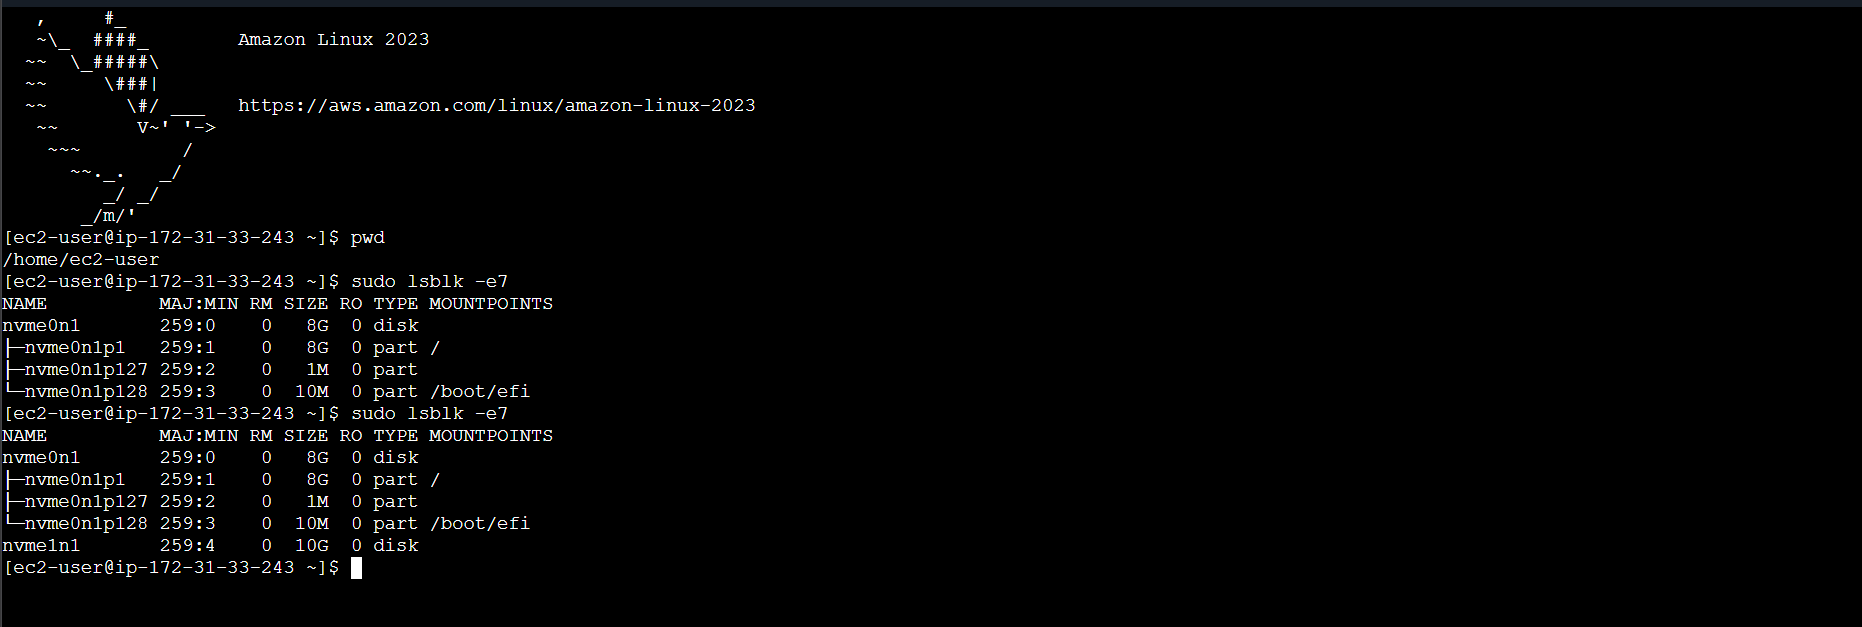 ,     #_
   ~\_  ####_        Amazon Linux 2023
  ~~  \_#####\
  ~~     \###|
  ~~       \#/ ___   https://aws.amazon.com/linux/amazon-linux-2023
   ~~       V~' '->
    ~~~         /
      ~~._.   _/
         _/ _/
       _/m/'
[ec2-user@ip-172-31-33-243 ~]$ pwd
/home/ec2-user
[ec2-user@ip-172-31-33-243 ~]$ sudo lsblk -e7
NAME          MAJ:MIN RM SIZE RO TYPE MOUNTPOINTS
nvme0n1       259:0    0   8G  0 disk
├─nvme0n1p1   259:1    0   8G  0 part /
├─nvme0n1p127 259:2    0   1M  0 part
└─nvme0n1p128 259:3    0  10M  0 part /boot/efi
[ec2-user@ip-172-31-33-243 ~]$ sudo lsblk -e7
NAME          MAJ:MIN RM SIZE RO TYPE MOUNTPOINTS
nvme0n1       259:0    0   8G  0 disk
├─nvme0n1p1   259:1    0   8G  0 part /
├─nvme0n1p127 259:2    0   1M  0 part
└─nvme0n1p128 259:3    0  10M  0 part /boot/efi
nvme1n1       259:4    0  10G  0 disk
[ec2-user@ip-172-31-33-243 ~]$